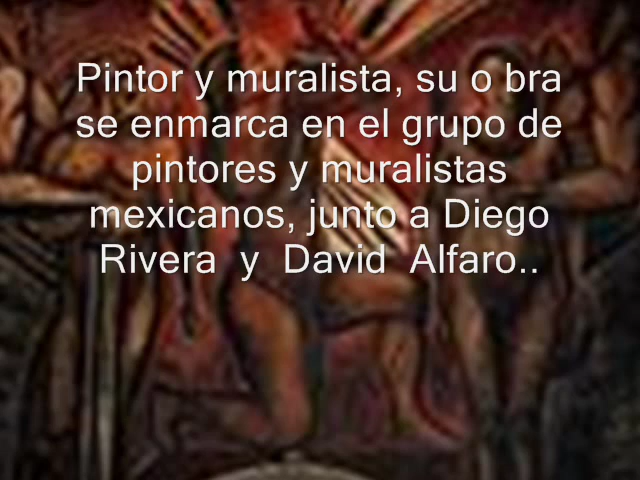 Pintor y muralista, su o bra
se enmarca en el grupo de
pintores y muralistas
mexicanos, junto a Diego
Rivera y David Alfaro..